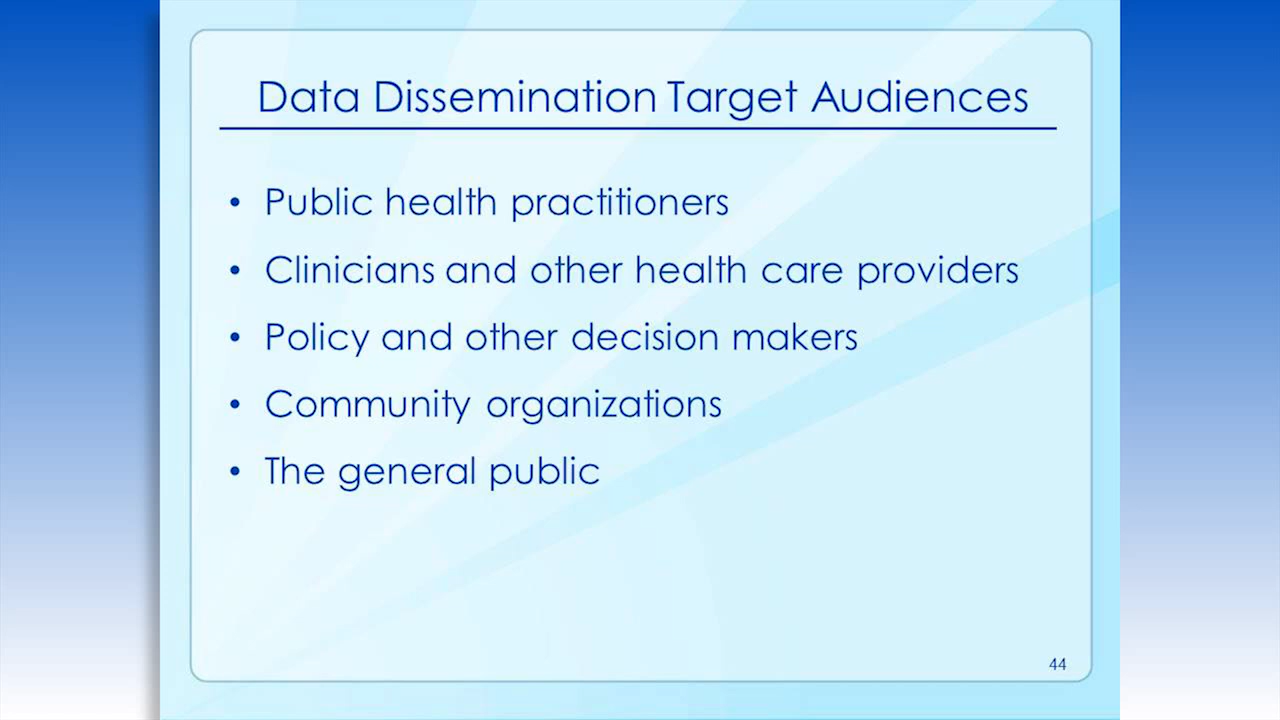 Data Dissemination Target Audiences
• Public health practitioners
• Clinicians and other health care providers
• Policy and other decision makers
• Community organizations
• The general public
44